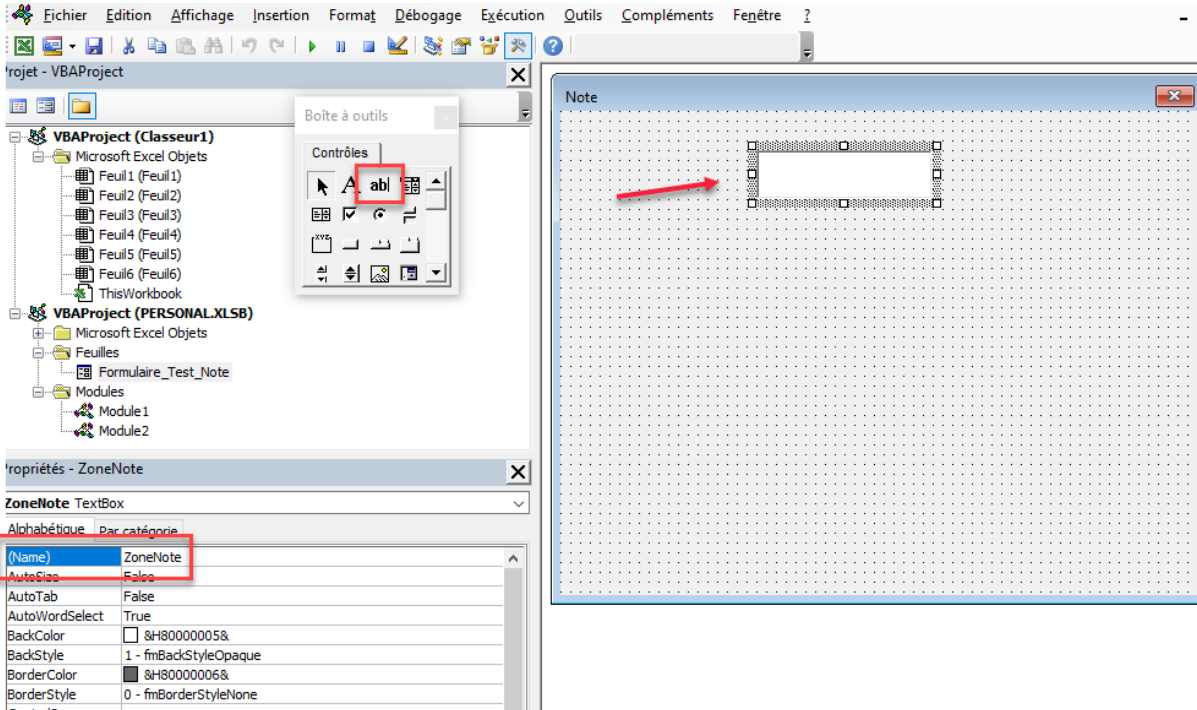 Fichier Edition Affichage Insertion Format Débogage Exécution Outils Compléments Fenêtre ?
Projet - VBAProject
VBAProject (Classeur1)
Microsoft Excel Objets
Feuil1 (Feuil1)
Feuil2 (Feuil2)
Feuil3 (Feuil3)
Feuil4 (Feuil4)
Feuil5 (Feuil5)
Feuil6 (Feuil6)
ThisWorkbook
VBAProject (PERSONAL.XLSB)
Microsoft Excel Objets
Feuilles
Formulaire_Test_Note
Modules
Module1
Module2
Boîte à outils
Contrôles
A ab|
xyz
Note
Propriétés - ZoneNote
ZoneNote TextBox
Alphabétique Par catégorie
(Name) ZoneNote
AutoSize False
AutoTab False
AutoWordSelect True
BackColor &H80000005&
BackStyle 1 - fmBackStyleOpaque
BorderColor &H80000006&
BorderStyle 0 - fmBorderStyleNone